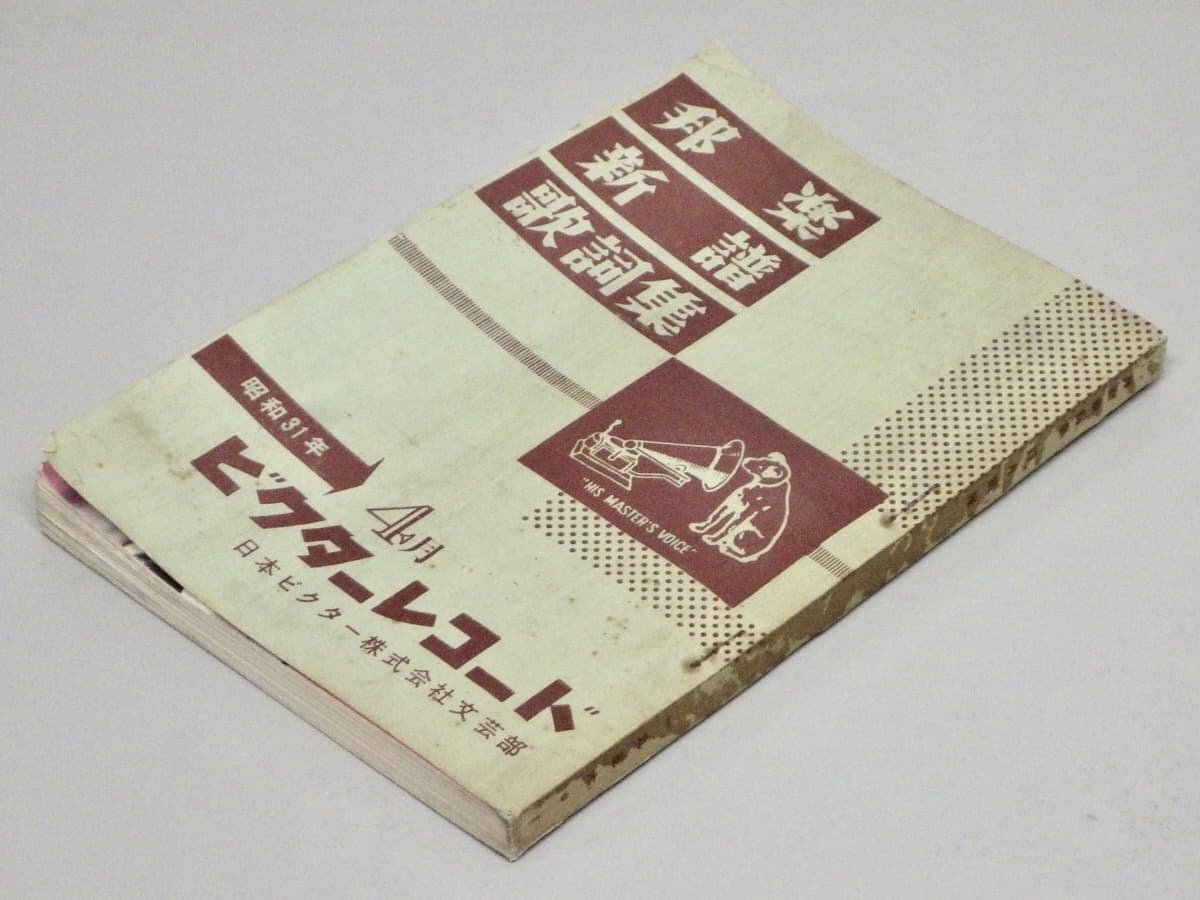 邦楽
新譜
歌詞集
"HIS MASTER'S VOICE"
昭和31年
4月
ビクターレコード
日本ビクター株式会社文芸部